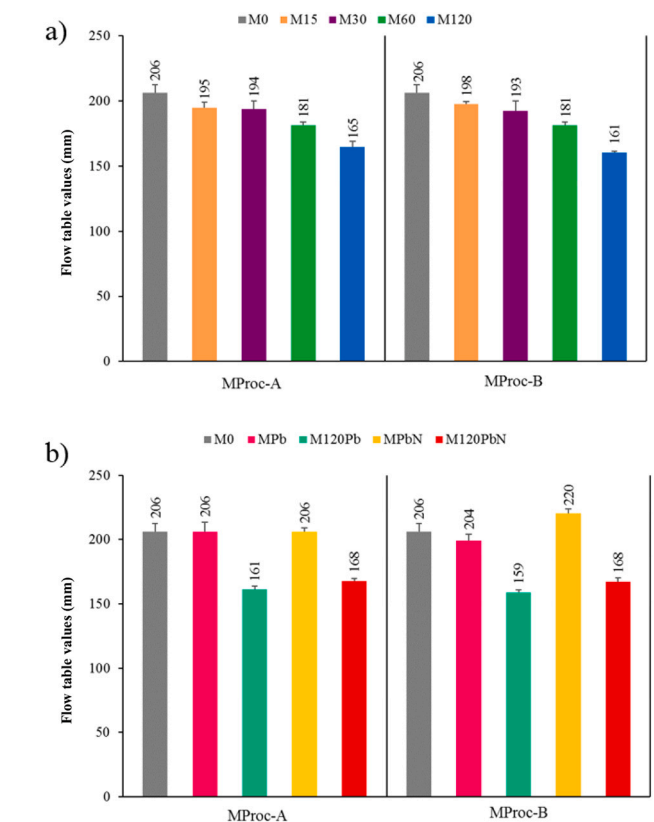 a)
M0 M15 M30 M60 M120
Flow table values (mm)
250
200
150
100
50
0
206 195 194 181 165
206 198 193 181 161
MProc-A MProc-B
b)
M0 MPb M120Pb MPbN M120PbN
Flow table values (mm)
250
200
150
100
50
0
206 206 161 206 168
206 204 159 220 168
MProc-A MProc-B